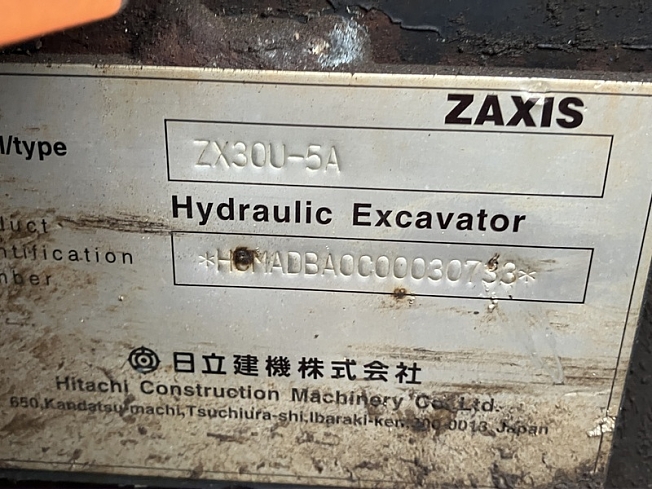 ZAXIS
l/type
ZX30U-5A
Hydraulic Excavator
duct
ntification
mber
*HCMADBA0C00030733*
日立建機株式会社
Hitachi Construction Machinery Co., Ltd.
650, Kandatsu-machi, Tsuchiura-shi, Ibaraki-ken, 300-0013, Japan